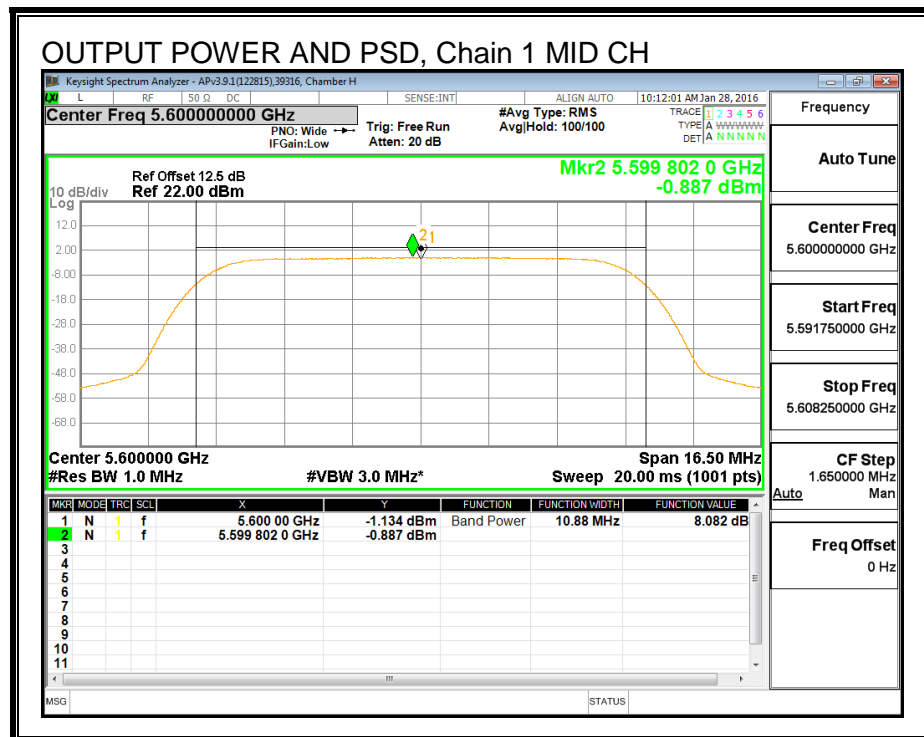 OUTPUT POWER AND PSD, Chain 1 MID CH
Keysight Spectrum Analyzer - APv3.9.1(122815),39316, Chamber H
LXI L RF 50 Ω DC SENSE:INT ALIGN AUTO 10:12:01 AM Jan 28, 2016
Center Freq 5.600000000 GHz
PNO: Wide
IFGain:Low
Trig: Free Run
Atten: 20 dB
#Avg Type: RMS
Avg|Hold: 100/100
TRACE 1 2 3 4 5 6
TYPE A WWWWW
DET A N N N N N
Mkr2 5.599 802 0 GHz
-0.887 dBm
Ref Offset 12.5 dB
10 dB/div Ref 22.00 dBm
Log
12.0
2.00
-8.00
-18.0
-28.0
-38.0
-48.0
-58.0
-68.0
2 1
Center 5.600000 GHz Span 16.50 MHz
#Res BW 1.0 MHz #VBW 3.0 MHz* Sweep 20.00 ms (1001 pts)
MKR MODE TRC SCL X Y FUNCTION FUNCTION WIDTH FUNCTION VALUE
1 N 1 f 5.600 00 GHz -1.134 dBm Band Power 10.88 MHz 8.082 dB
2 N 1 f 5.599 802 0 GHz -0.887 dBm
3
4
5
6
7
8
9
10
11
MSG STATUS
Frequency
Auto Tune
Center Freq
5.600000000 GHz
Start Freq
5.591750000 GHz
Stop Freq
5.608250000 GHz
CF Step
1.650000 MHz
Auto Man
Freq Offset
0 Hz